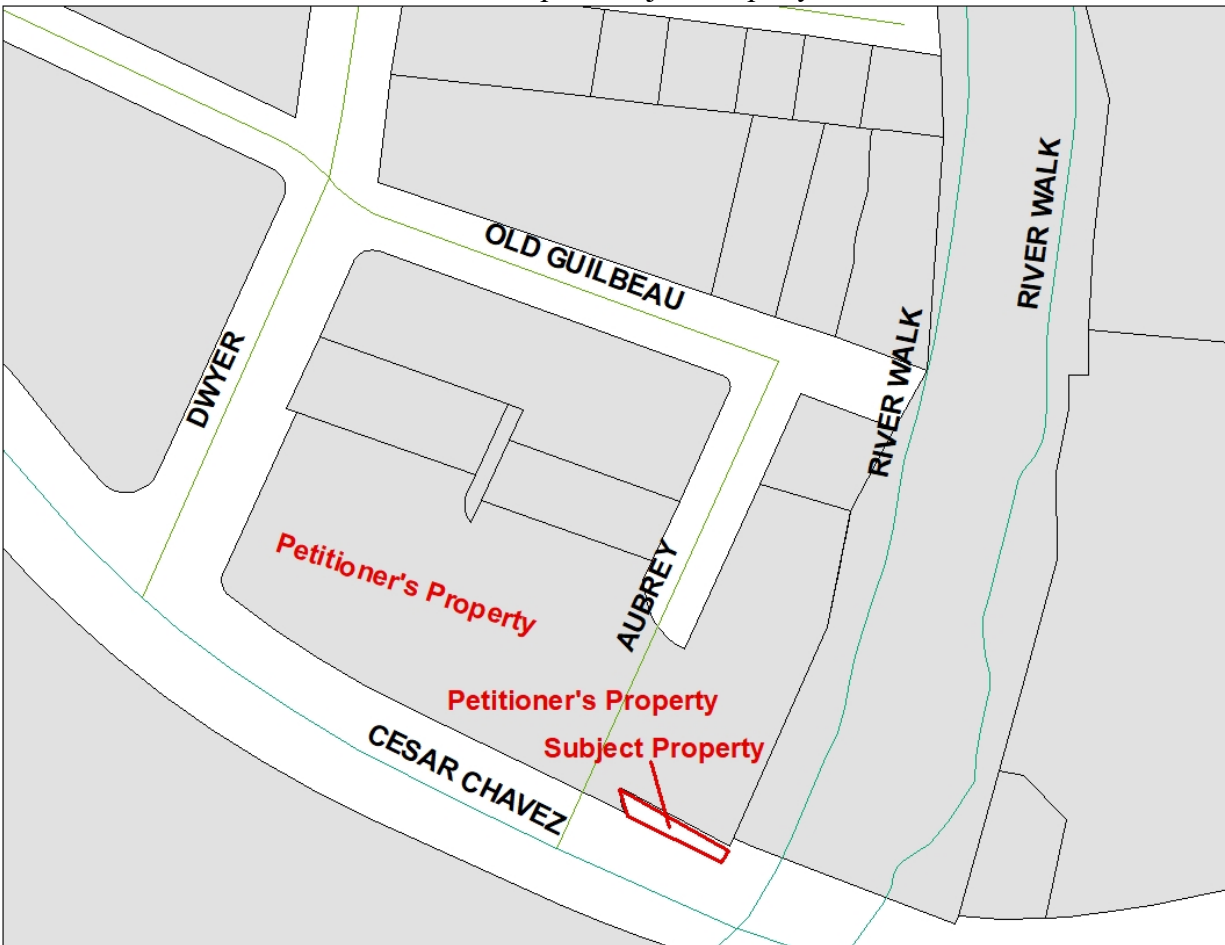 RIVER WALK
OLD GUILBEAU
RIVER WALK
DWYER
AUBREY
Petitioner's Property
Petitioner's Property
Subject Property
CESAR CHAVEZ